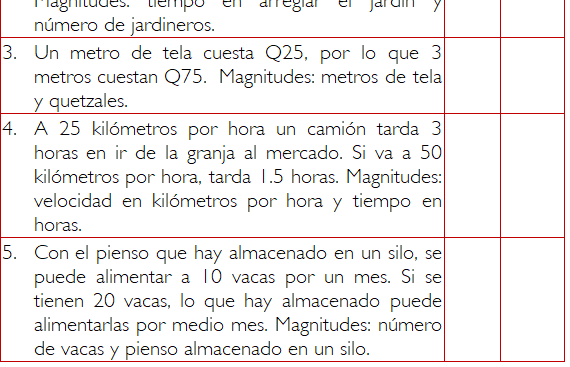 Magnitudes: tiempo en arreglar el jardín y
número de jardineros.
3. Un metro de tela cuesta Q25, por lo que 3
metros cuestan Q75. Magnitudes: metros de tela
y quetzales.
4. A 25 kilómetros por hora un camión tarda 3
horas en ir de la granja al mercado. Si va a 50
kilómetros por hora, tarda 1.5 horas. Magnitudes:
velocidad en kilómetros por hora y tiempo en
horas.
5. Con el pienso que hay almacenado en un silo, se
puede alimentar a 10 vacas por un mes. Si se
tienen 20 vacas, lo que hay almacenado puede
alimentarlas por medio mes. Magnitudes: número
de vacas y pienso almacenado en un silo.